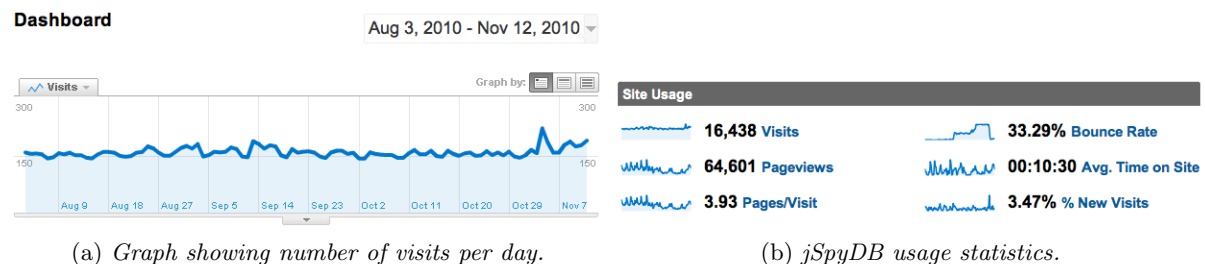 Dashboard
Aug 3, 2010 - Nov 12, 2010
Visits
Graph by:
300 300
150 150
Aug 9 Aug 18 Aug 27 Sep 5 Sep 14 Sep 23 Oct 2 Oct 11 Oct 20 Oct 29 Nov 7
(a) Graph showing number of visits per day.
Site Usage
16,438 Visits
33.29% Bounce Rate
64,601 Pageviews
00:10:30 Avg. Time on Site
3.93 Pages/Visit
3.47% % New Visits
(b) jSpyDB usage statistics.